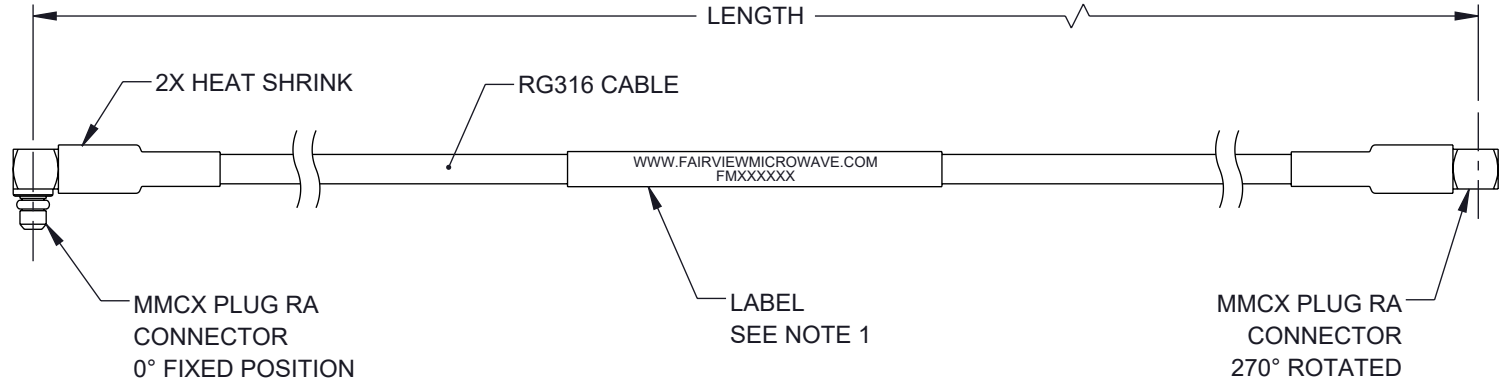 LENGTH
2X HEAT SHRINK
RG316 CABLE
WWW.FAIRVIEWMICROWAVE.COM
FMXXXXXX
MMCX PLUG RA
CONNECTOR
0° FIXED POSITION
LABEL
SEE NOTE 1
MMCX PLUG RA
CONNECTOR
270° ROTATED